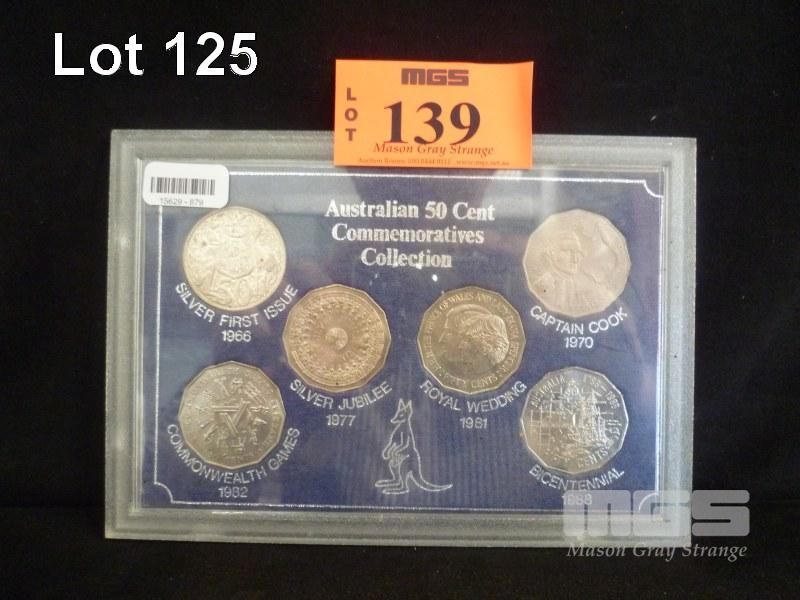 Lot 125
MGS
LOT
139
Mason Gray Strange
15629 - 879
Australian 50 Cent
Commemoratives
Collection
SILVER FIRST ISSUE
1966
CAPTAIN COOK
1970
SILVER JUBILEE
1977
ROYAL WEDDING
1981
COMMONWEALTH GAMES
1982
BICENTENNIAL
1988
MGS
Mason Gray Strange